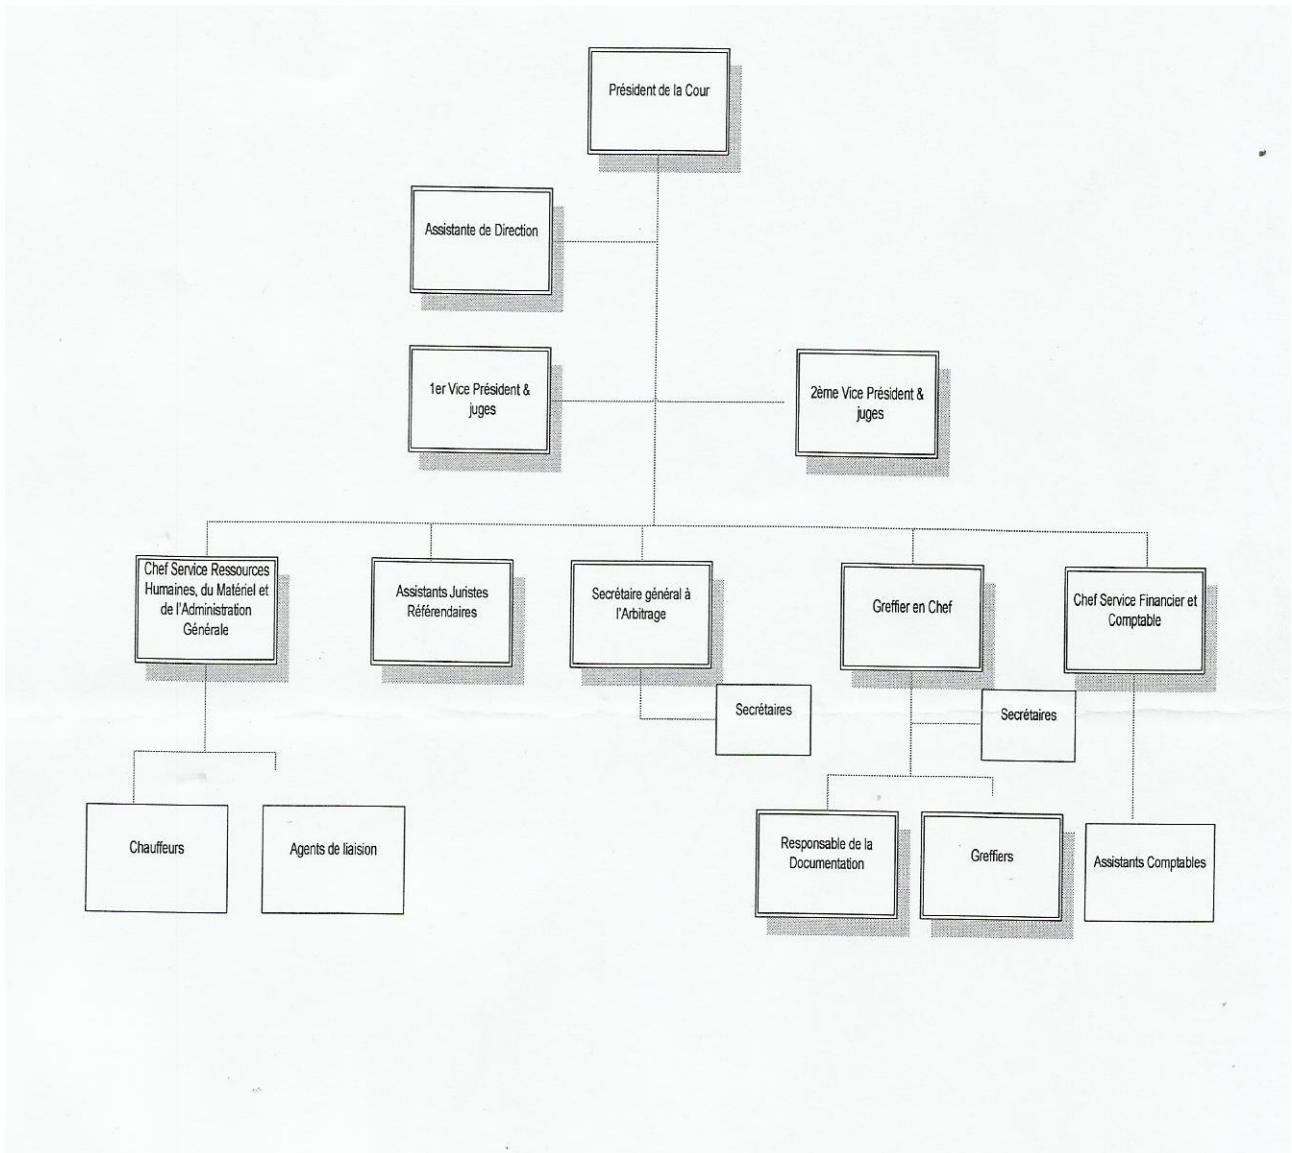 Président de la Cour
Assistante de Direction
1er Vice Président &
juges
2ème Vice Président &
juges
Chef Service Ressources
Humaines, du Matériel et
de l'Administration
Générale
Assistants Juristes
Référendaires
Secrétaire général à
l'Arbitrage
Greffier en Chef
Chef Service Financier et
Comptable
Secrétaires
Secrétaires
Chauffeurs
Agents de liaision
Responsable de la
Documentation
Greffiers
Assistants Comptables